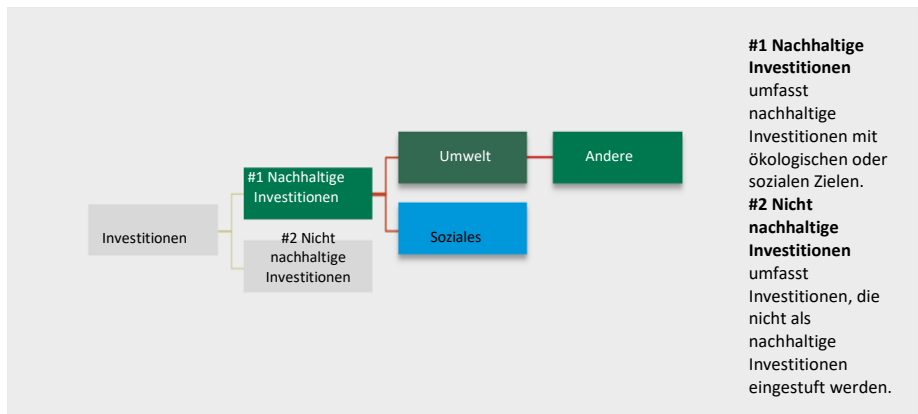 Investitionen
#1 Nachhaltige
Investitionen
#2 Nicht
nachhaltige
Investitionen
Umwelt
Andere
Soziales
#1 Nachhaltige
Investitionen
umfasst
nachhaltige
Investitionen mit
ökologischen oder
sozialen Zielen.
#2 Nicht
nachhaltige
Investitionen
umfasst
Investitionen, die
nicht als
nachhaltige
Investitionen
eingestuft werden.